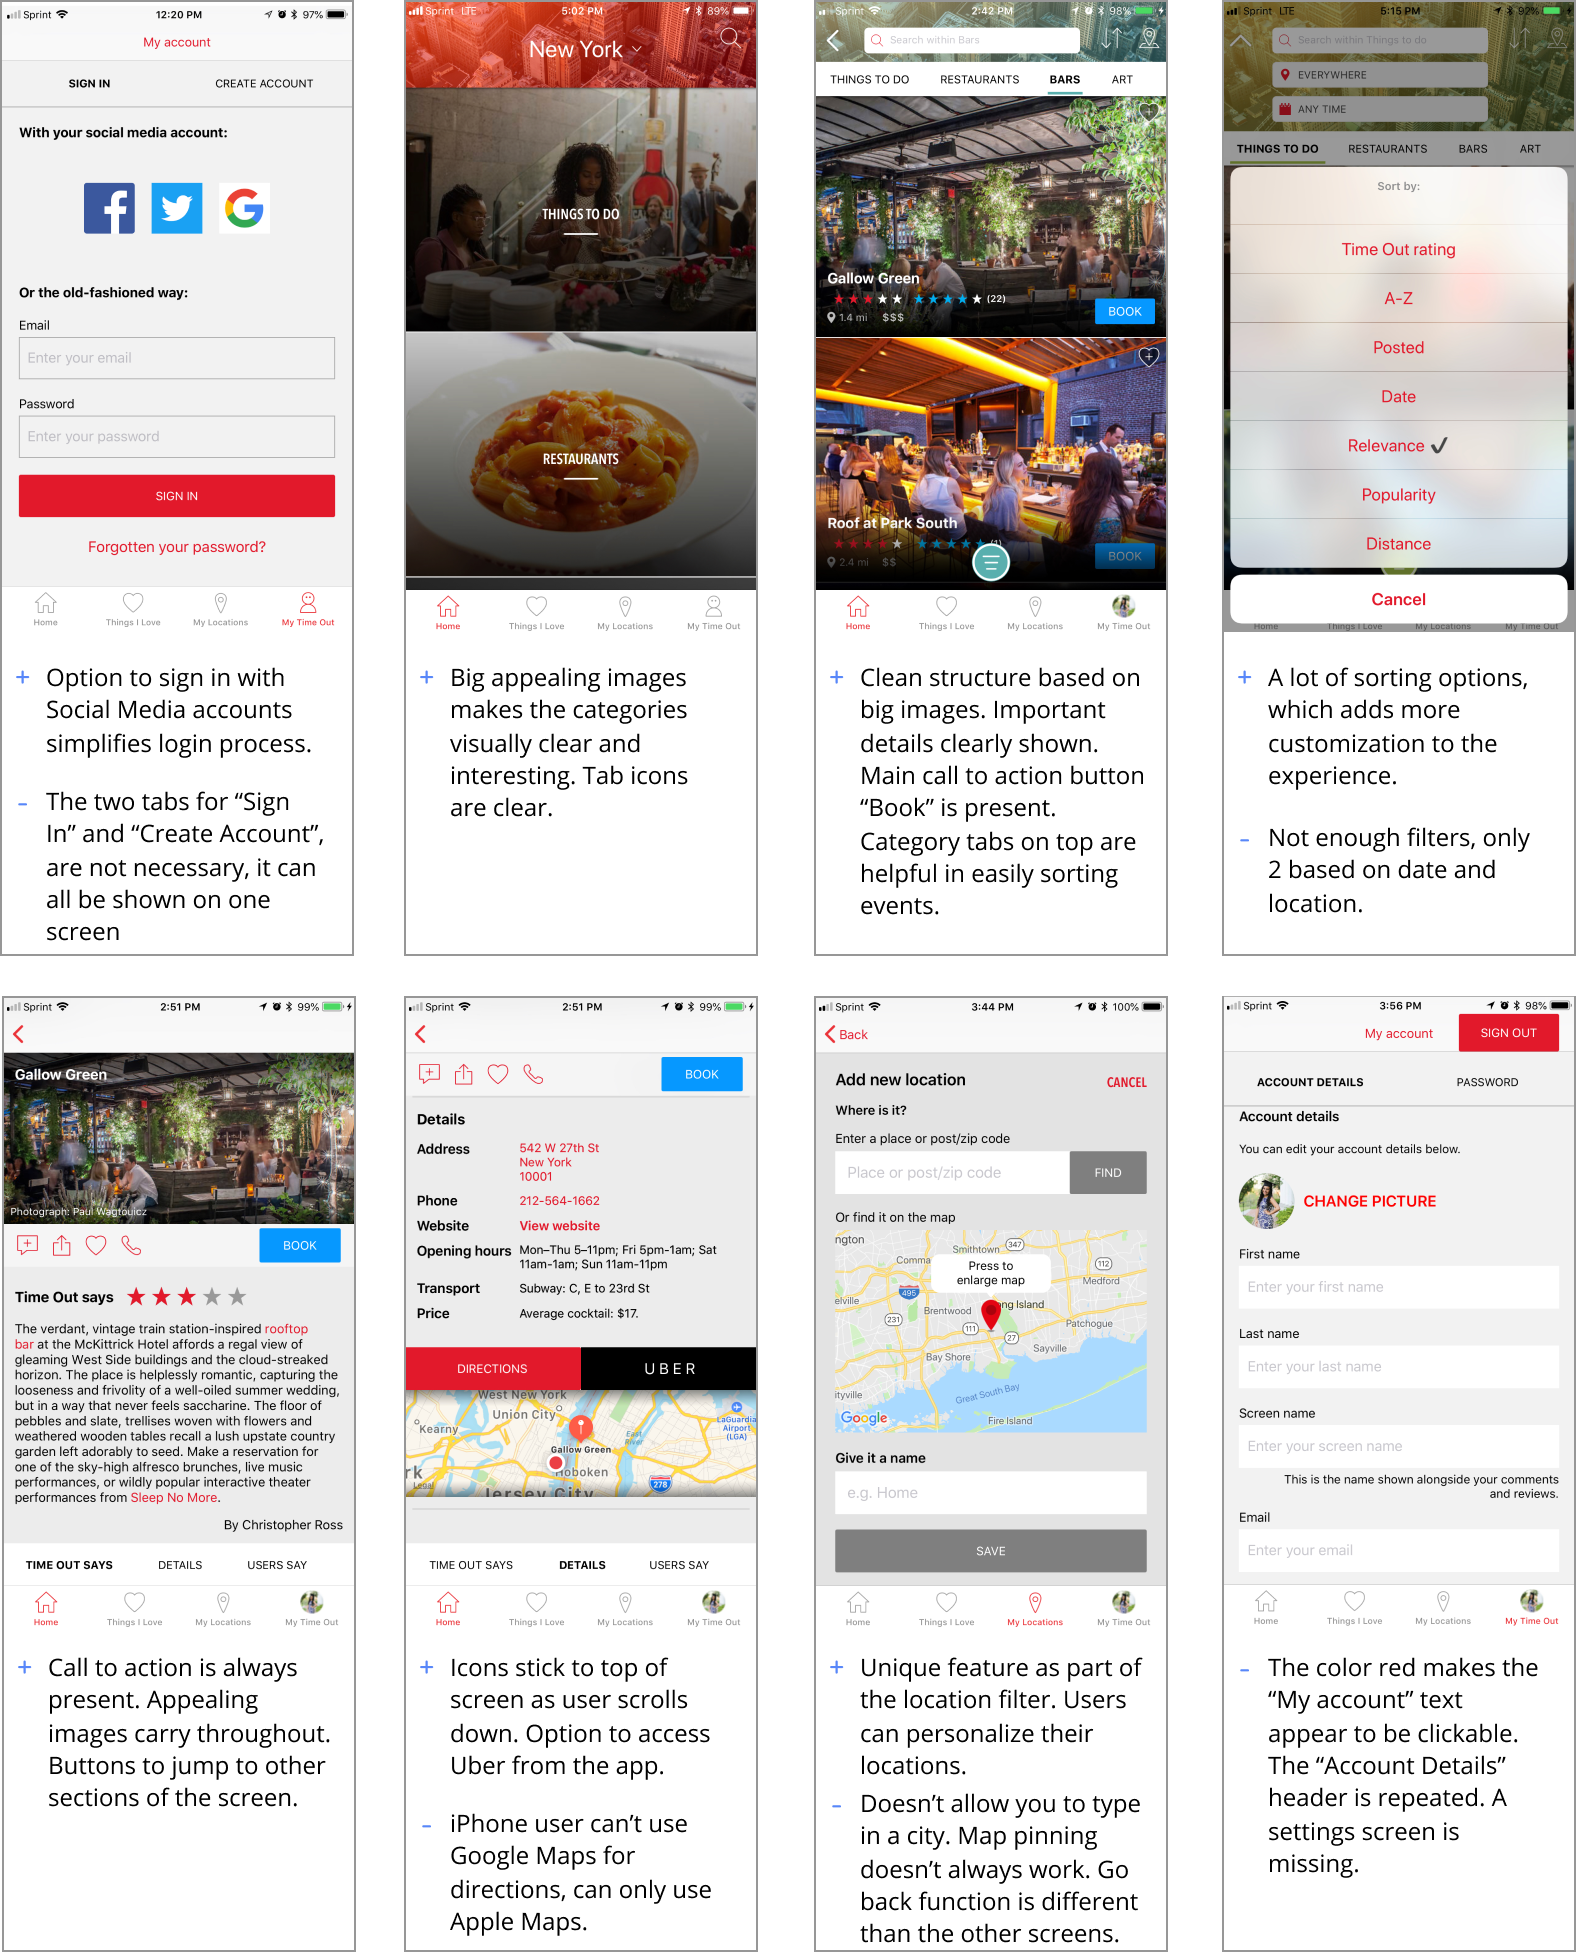 Sprint 12:20 PM 97%
My account
SIGN IN CREATE ACCOUNT
With your social media account:
Or the old-fashioned way:
Email
Enter your email
Password
Enter your password
SIGN IN
Forgotten your password?
Home Things I Love My Locations My Time Out
+ Option to sign in with
Social Media accounts
simplifies login process.
- The two tabs for “Sign
In” and “Create Account”,
are not necessary, it can
all be shown on one
screen
Sprint LTE 5:02 PM 89%
New York
THINGS TO DO
RESTAURANTS
Home Things I Love My Locations My Time Out
+ Big appealing images
makes the categories
visually clear and
interesting. Tab icons
are clear.
Sprint 2:42 PM 98%
Search within Bars
THINGS TO DO RESTAURANTS BARS ART
Gallow Green
(22)
1.4 mi $$$
BOOK
Roof at Park South
(1)
2.4 mi $$
BOOK
Home Things I Love My Locations My Time Out
+ Clean structure based on
big images. Important
details clearly shown.
Main call to action button
“Book” is present.
Category tabs on top are
helpful in easily sorting
events.
Sprint LTE 5:15 PM 92%
Search within Things to do
EVERYWHERE
ANY TIME
THINGS TO DO RESTAURANTS BARS ART
Sort by:
Time Out rating
A-Z
Posted
Date
Relevance ✔
Popularity
Distance
Cancel
Home Things I Love My Locations My Time Out
+ A lot of sorting options,
which adds more
customization to the
experience.
- Not enough filters, only
2 based on date and
location.
Sprint 2:51 PM 99%
Gallow Green
Photograph: Paul Wagtouicz
BOOK
Time Out says
The verdant, vintage train station-inspired rooftop
bar at the McKittrick Hotel affords a regal view of
gleaming West Side buildings and the cloud-streaked
horizon. The place is helplessly romantic, capturing the
looseness and frivolity of a well-oiled summer wedding,
but in a way that never feels saccharine. The floor of
pebbles and slate, trellises woven with flowers and
weathered wooden tables recall a lush upstate country
garden left adorably to seed. Make a reservation for
one of the sky-high alfresco brunches, live music
performances, or wildly popular interactive theater
performances from Sleep No More.
By Christopher Ross
TIME OUT SAYS DETAILS USERS SAY
Home Things I Love My Locations My Time Out
+ Call to action is always
present. Appealing
images carry throughout.
Buttons to jump to other
sections of the screen.
Sprint 2:51 PM 99%
BOOK
Details
Address 542 W 27th St
New York
10001
Phone 212-564-1662
Website View website
Opening hours Mon–Thu 5–11pm; Fri 5pm-1am; Sat
11am-1am; Sun 11am-11pm
Transport Subway: C, E to 23rd St
Price Average cocktail: $17.
DIRECTIONS UBER
West New York
Union City
LaGuardia
Airport
(LGA)
Kearny
East
River
Gallow Green
Hoboken
rk
Legal
278
Jersey City
TIME OUT SAYS DETAILS USERS SAY
Home Things I Love My Locations My Time Out
+ Icons stick to top of
screen as user scrolls
down. Option to access
Uber from the app.
- iPhone user can’t use
Google Maps for
directions, can only use
Apple Maps.
Sprint 3:44 PM 100%
Back
Add new location CANCEL
Where is it?
Enter a place or post/zip code
Place or post/zip code FIND
Or find it on the map
ngton
Smithtown 347
Comma
Press to
enlarge map
112
Medford
495
elville
Brentwood
ong Island
231
111
27
Patchogue
Sayville
Bay Shore
ityville
Great South Bay
Google
Fire Island
Give it a name
e.g. Home
SAVE
Home Things I Love My Locations My Time Out
+ Unique feature as part of
the location filter. Users
can personalize their
locations.
- Doesn’t allow you to type
in a city. Map pinning
doesn’t always work. Go
back function is different
than the other screens.
Sprint 3:56 PM 98%
My account SIGN OUT
ACCOUNT DETAILS PASSWORD
Account details
You can edit your account details below.
CHANGE PICTURE
First name
Enter your first name
Last name
Enter your last name
Screen name
Enter your screen name
This is the name shown alongside your comments
and reviews.
Email
Enter your email
Home Things I Love My Locations My Time Out
- The color red makes the
“My account” text
appear to be clickable.
The “Account Details”
header is repeated. A
settings screen is
missing.